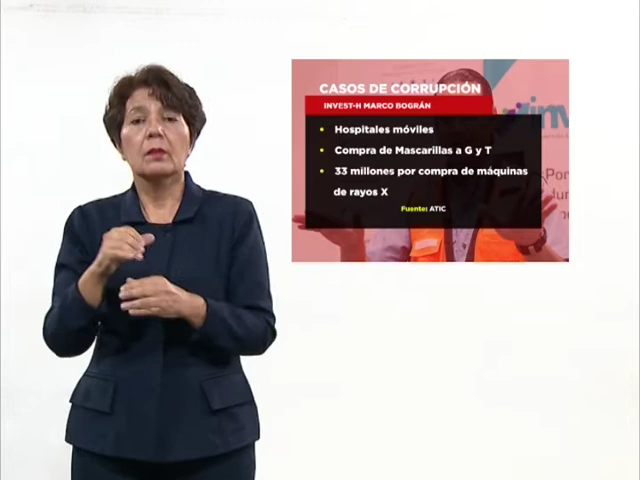 CASOS DE CORRUPCIÓN
INVEST-H MARCO BOGRÁN
• Hospitales móviles
• Compra de Mascarillas a G y T
• 33 millones por compra de máquinas
de rayos X
Fuente: ATIC